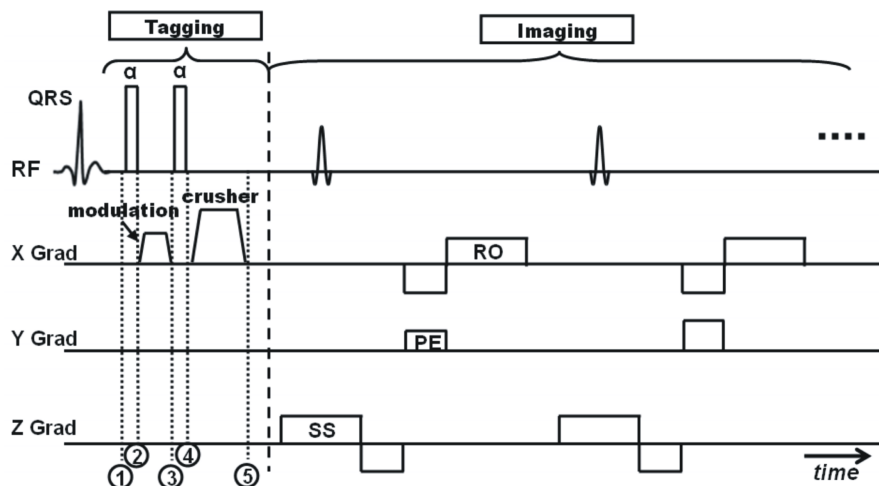 Tagging
Imaging
α α
QRS
RF
modulation
crusher
X Grad
RO
Y Grad
PE
Z Grad
SS
② ④
① ③ ⑤
time